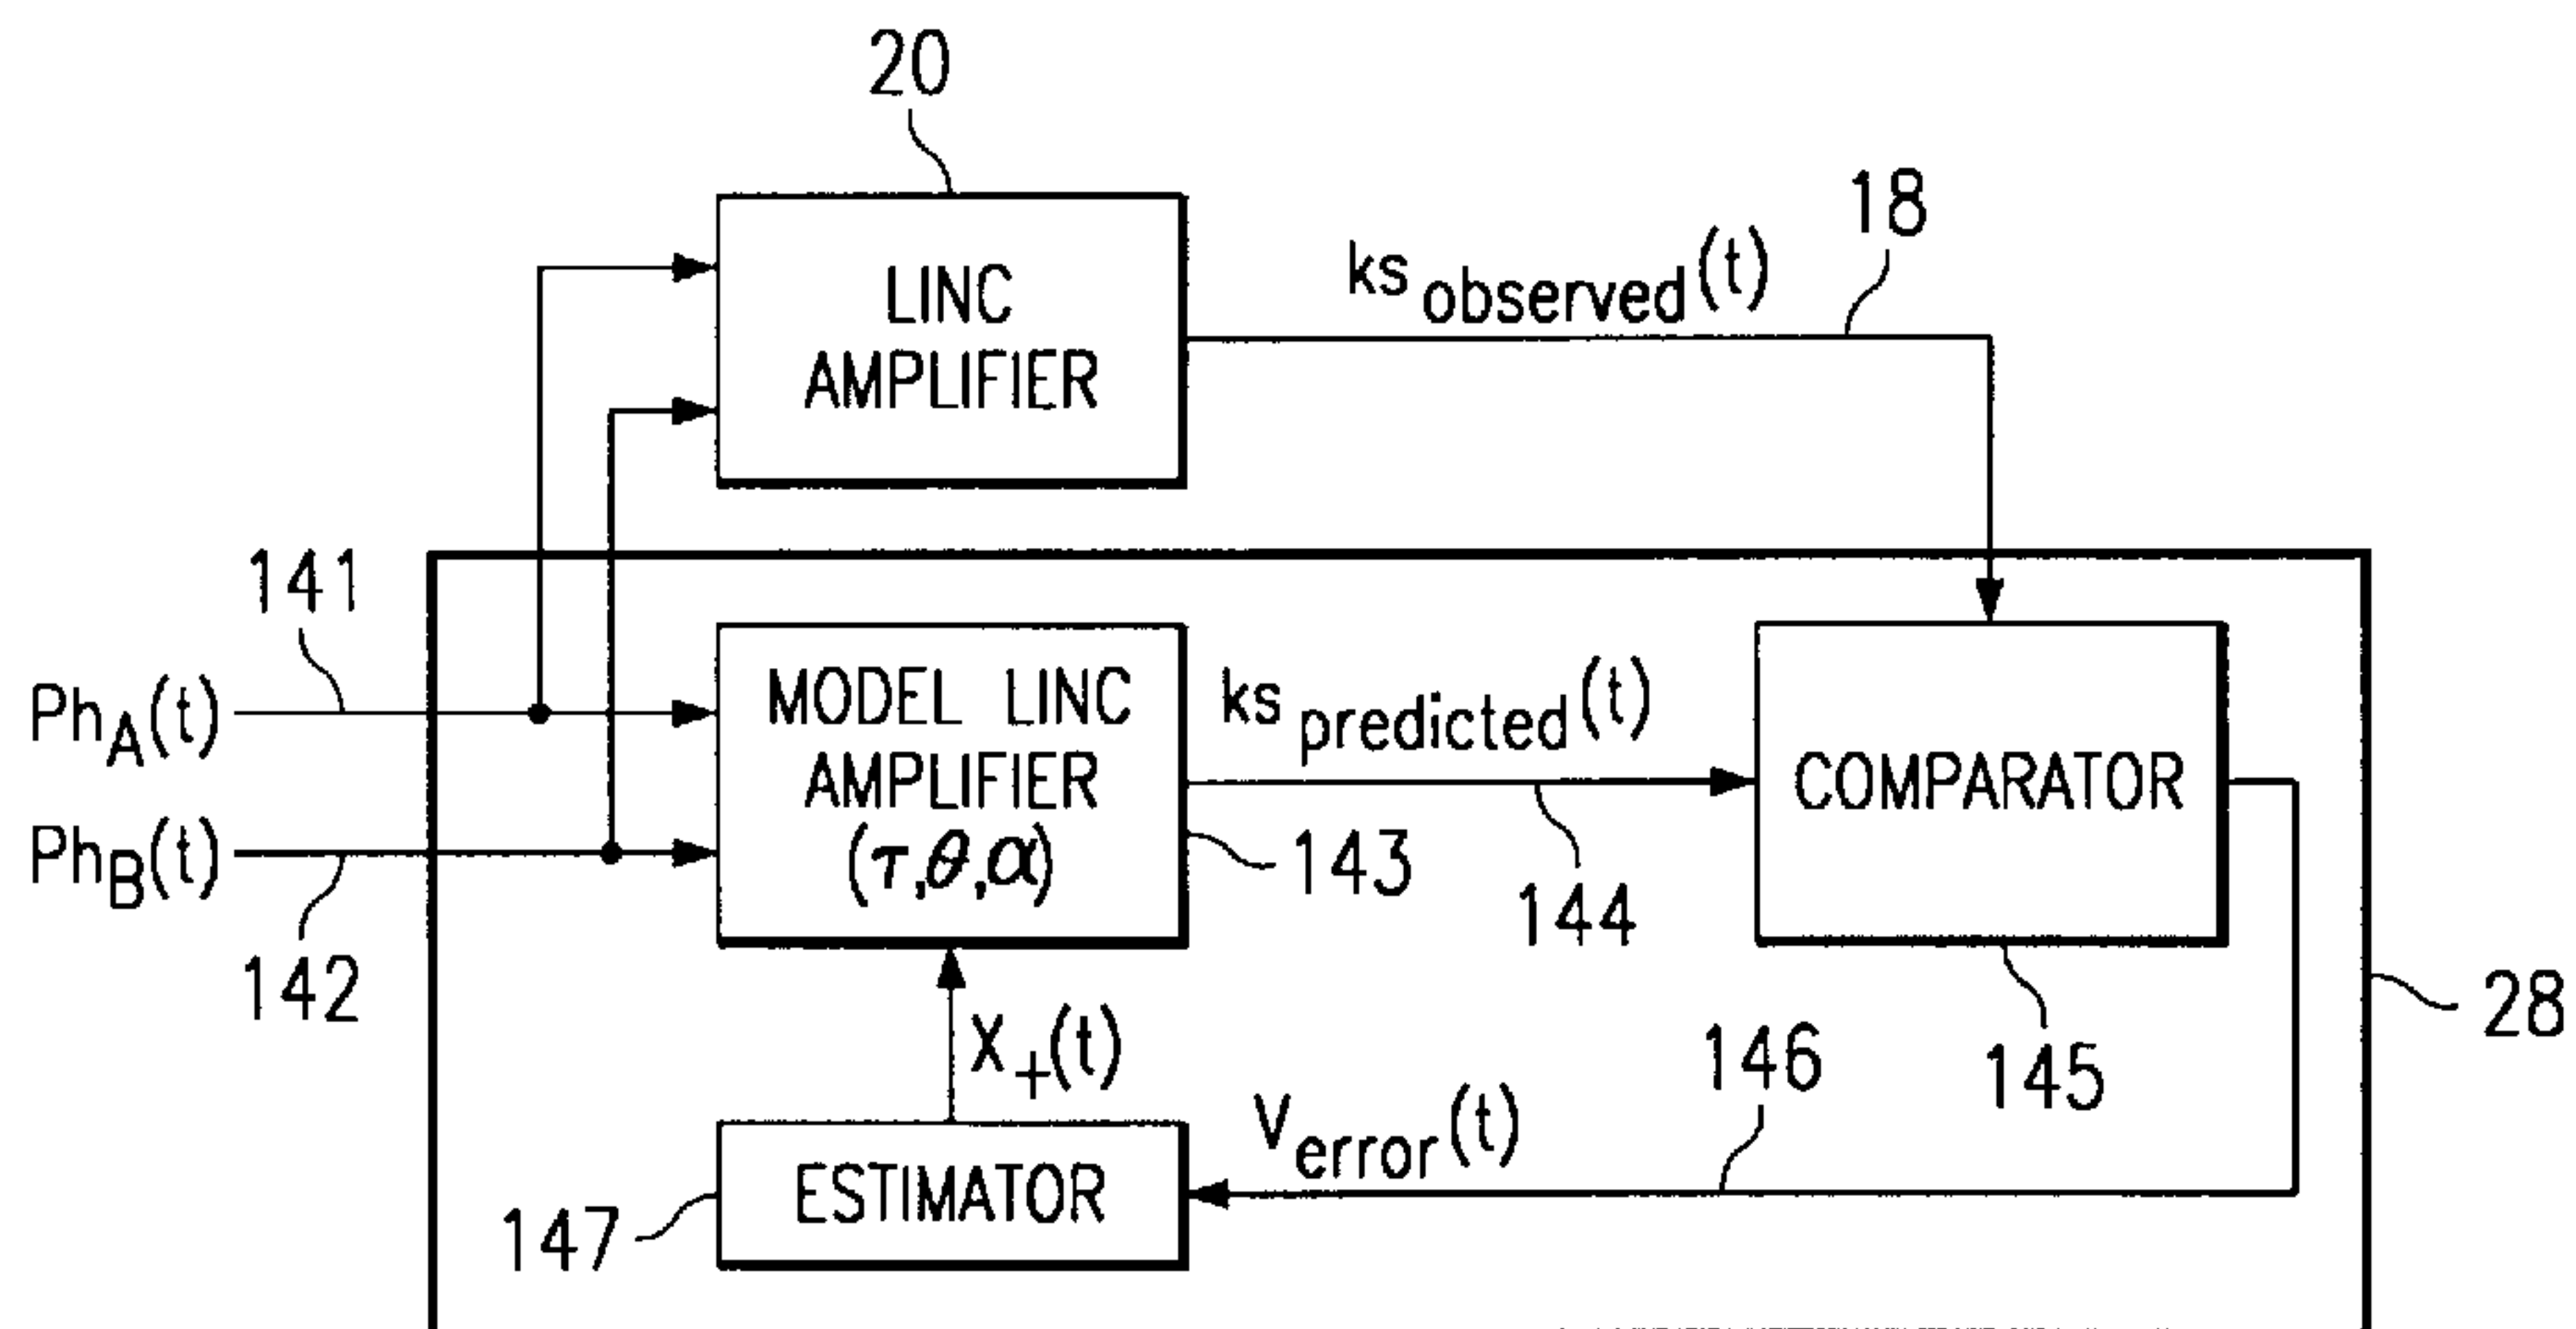 20
18
LINC
AMPLIFIER
ks observed(t)
141
PhA(t)
MODEL LINC
AMPLIFIER
(τ,θ,α)
ks predicted(t)
COMPARATOR
PhB(t)
143
144
142
28
X+(t)
146
145
Verror(t)
ESTIMATOR
147